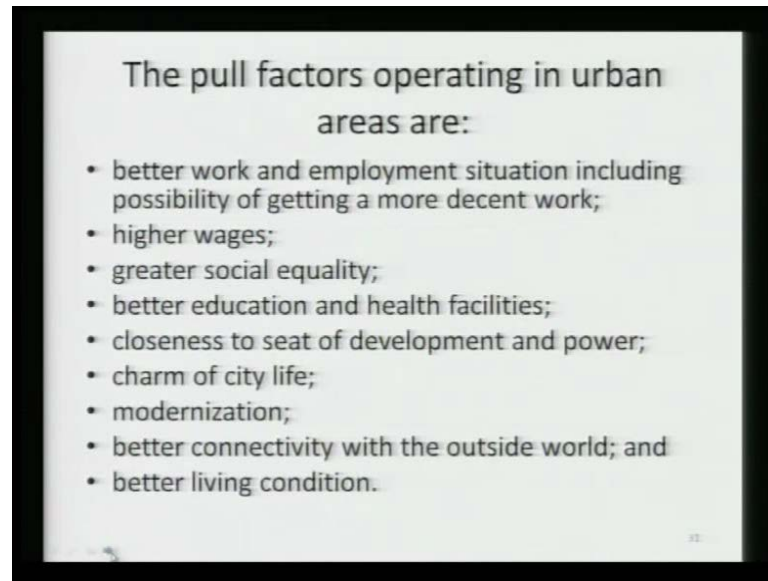 The pull factors operating in urban
areas are:
• better work and employment situation including
possibility of getting a more decent work;
• higher wages;
• greater social equality;
• better education and health facilities;
• closeness to seat of development and power;
• charm of city life;
• modernization;
• better connectivity with the outside world; and
• better living condition.